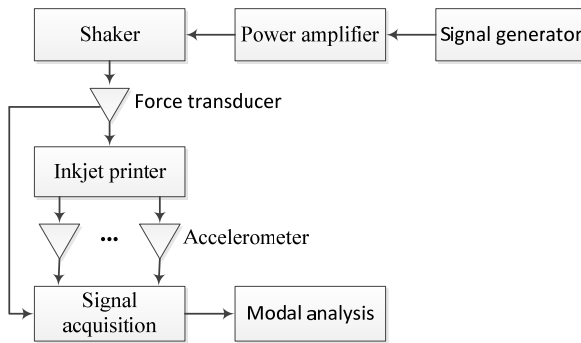 Shaker
Power amplifier
Signal generator
Force transducer
Inkjet printer
...
Accelerometer
Signal
acquisition
Modal analysis